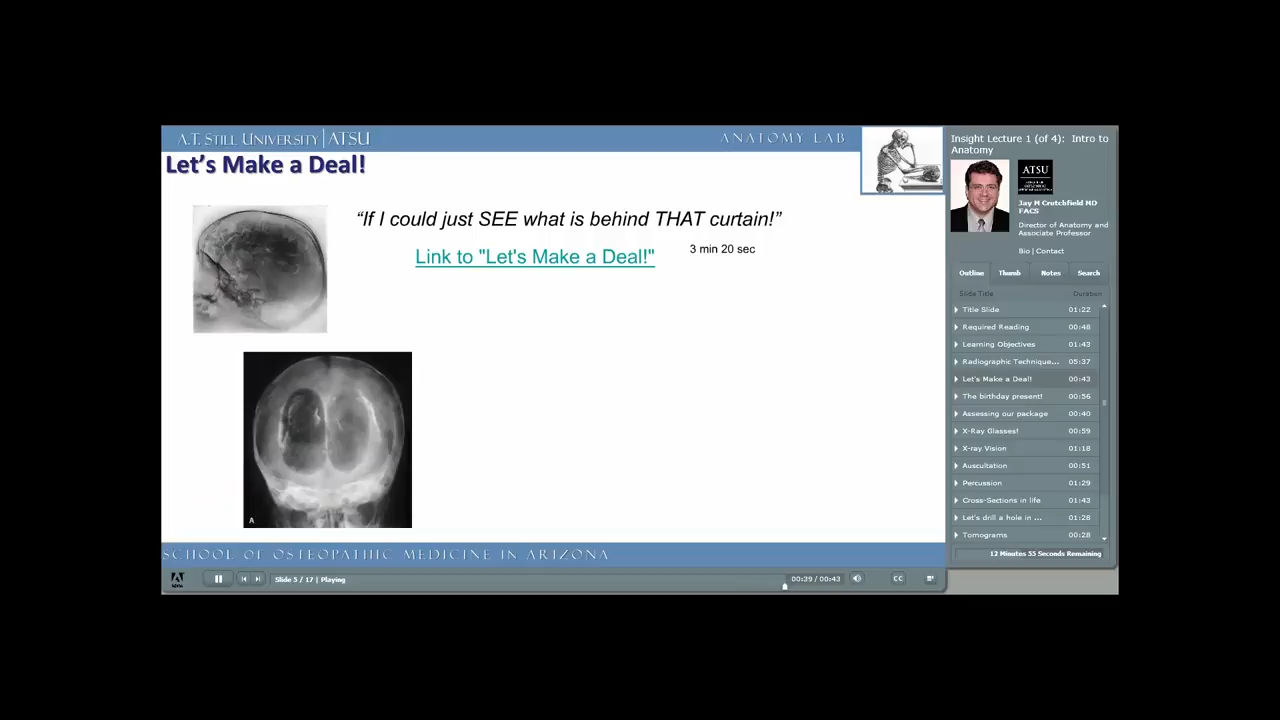 A.T. STILL UNIVERSITY | ATSU
ANATOMY LAB
Let's Make a Deal!
“If I could just SEE what is behind THAT curtain!”
Link to "Let's Make a Deal!"
3 min 20 sec
A
SCHOOL OF OSTEOPATHIC MEDICINE IN ARIZONA
Slide 5 / 17 | Playing
00:39 / 00:43
CC
Insight Lecture 1 (of 4): Intro to
Anatomy
ATSU
Jay M Crutchfield MD
FACS
Director of Anatomy and
Associate Professor
Bio | Contact
Outline Thumb Notes Search
Slide Title Duration
Title Slide 01:22
Required Reading 00:48
Learning Objectives 01:43
Radiographic Technique... 05:37
Let's Make a Deal! 00:43
The birthday present! 00:56
Assessing our package 00:40
X-Ray Glasses! 00:59
X-ray Vision 01:18
Auscultation 00:51
Percussion 01:29
Cross-Sections in life 01:43
Let's drill a hole in ... 01:28
Tomograms 00:28
12 Minutes 55 Seconds Remaining